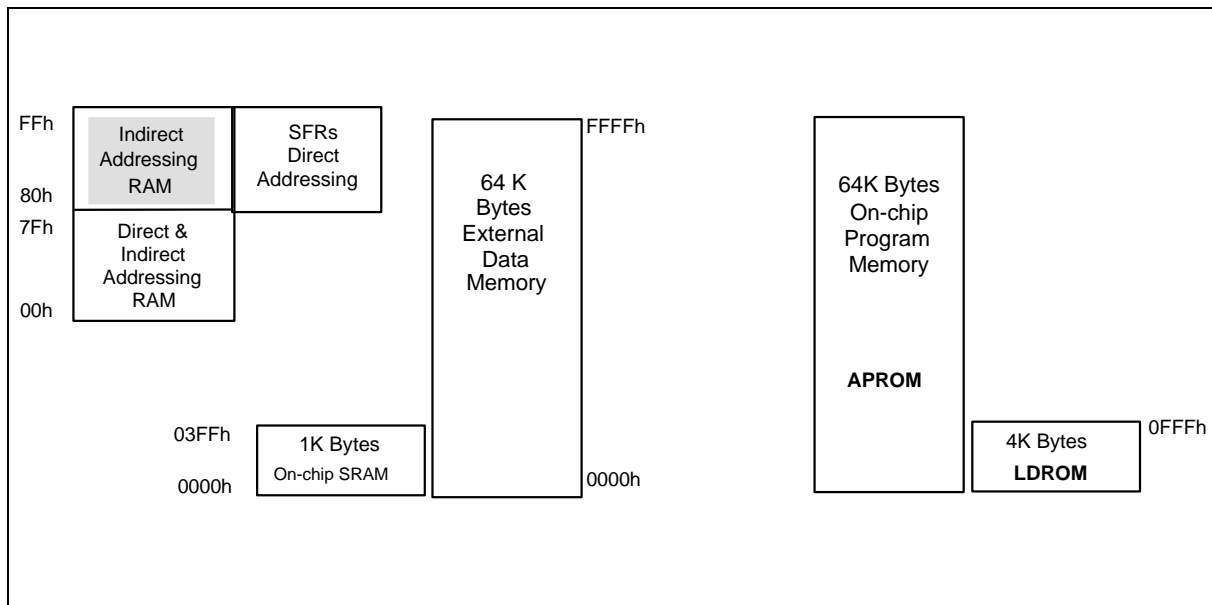 FFh
Indirect
Addressing
RAM
80h
7Fh
Direct &
Indirect
Addressing
RAM
00h
SFRs
Direct
Addressing
03FFh
1K Bytes
On-chip SRAM
0000h
FFFFh
64 K
Bytes
External
Data
Memory
0000h
64K Bytes
On-chip
Program
Memory
APROM
0FFFh
4K Bytes
LDROM